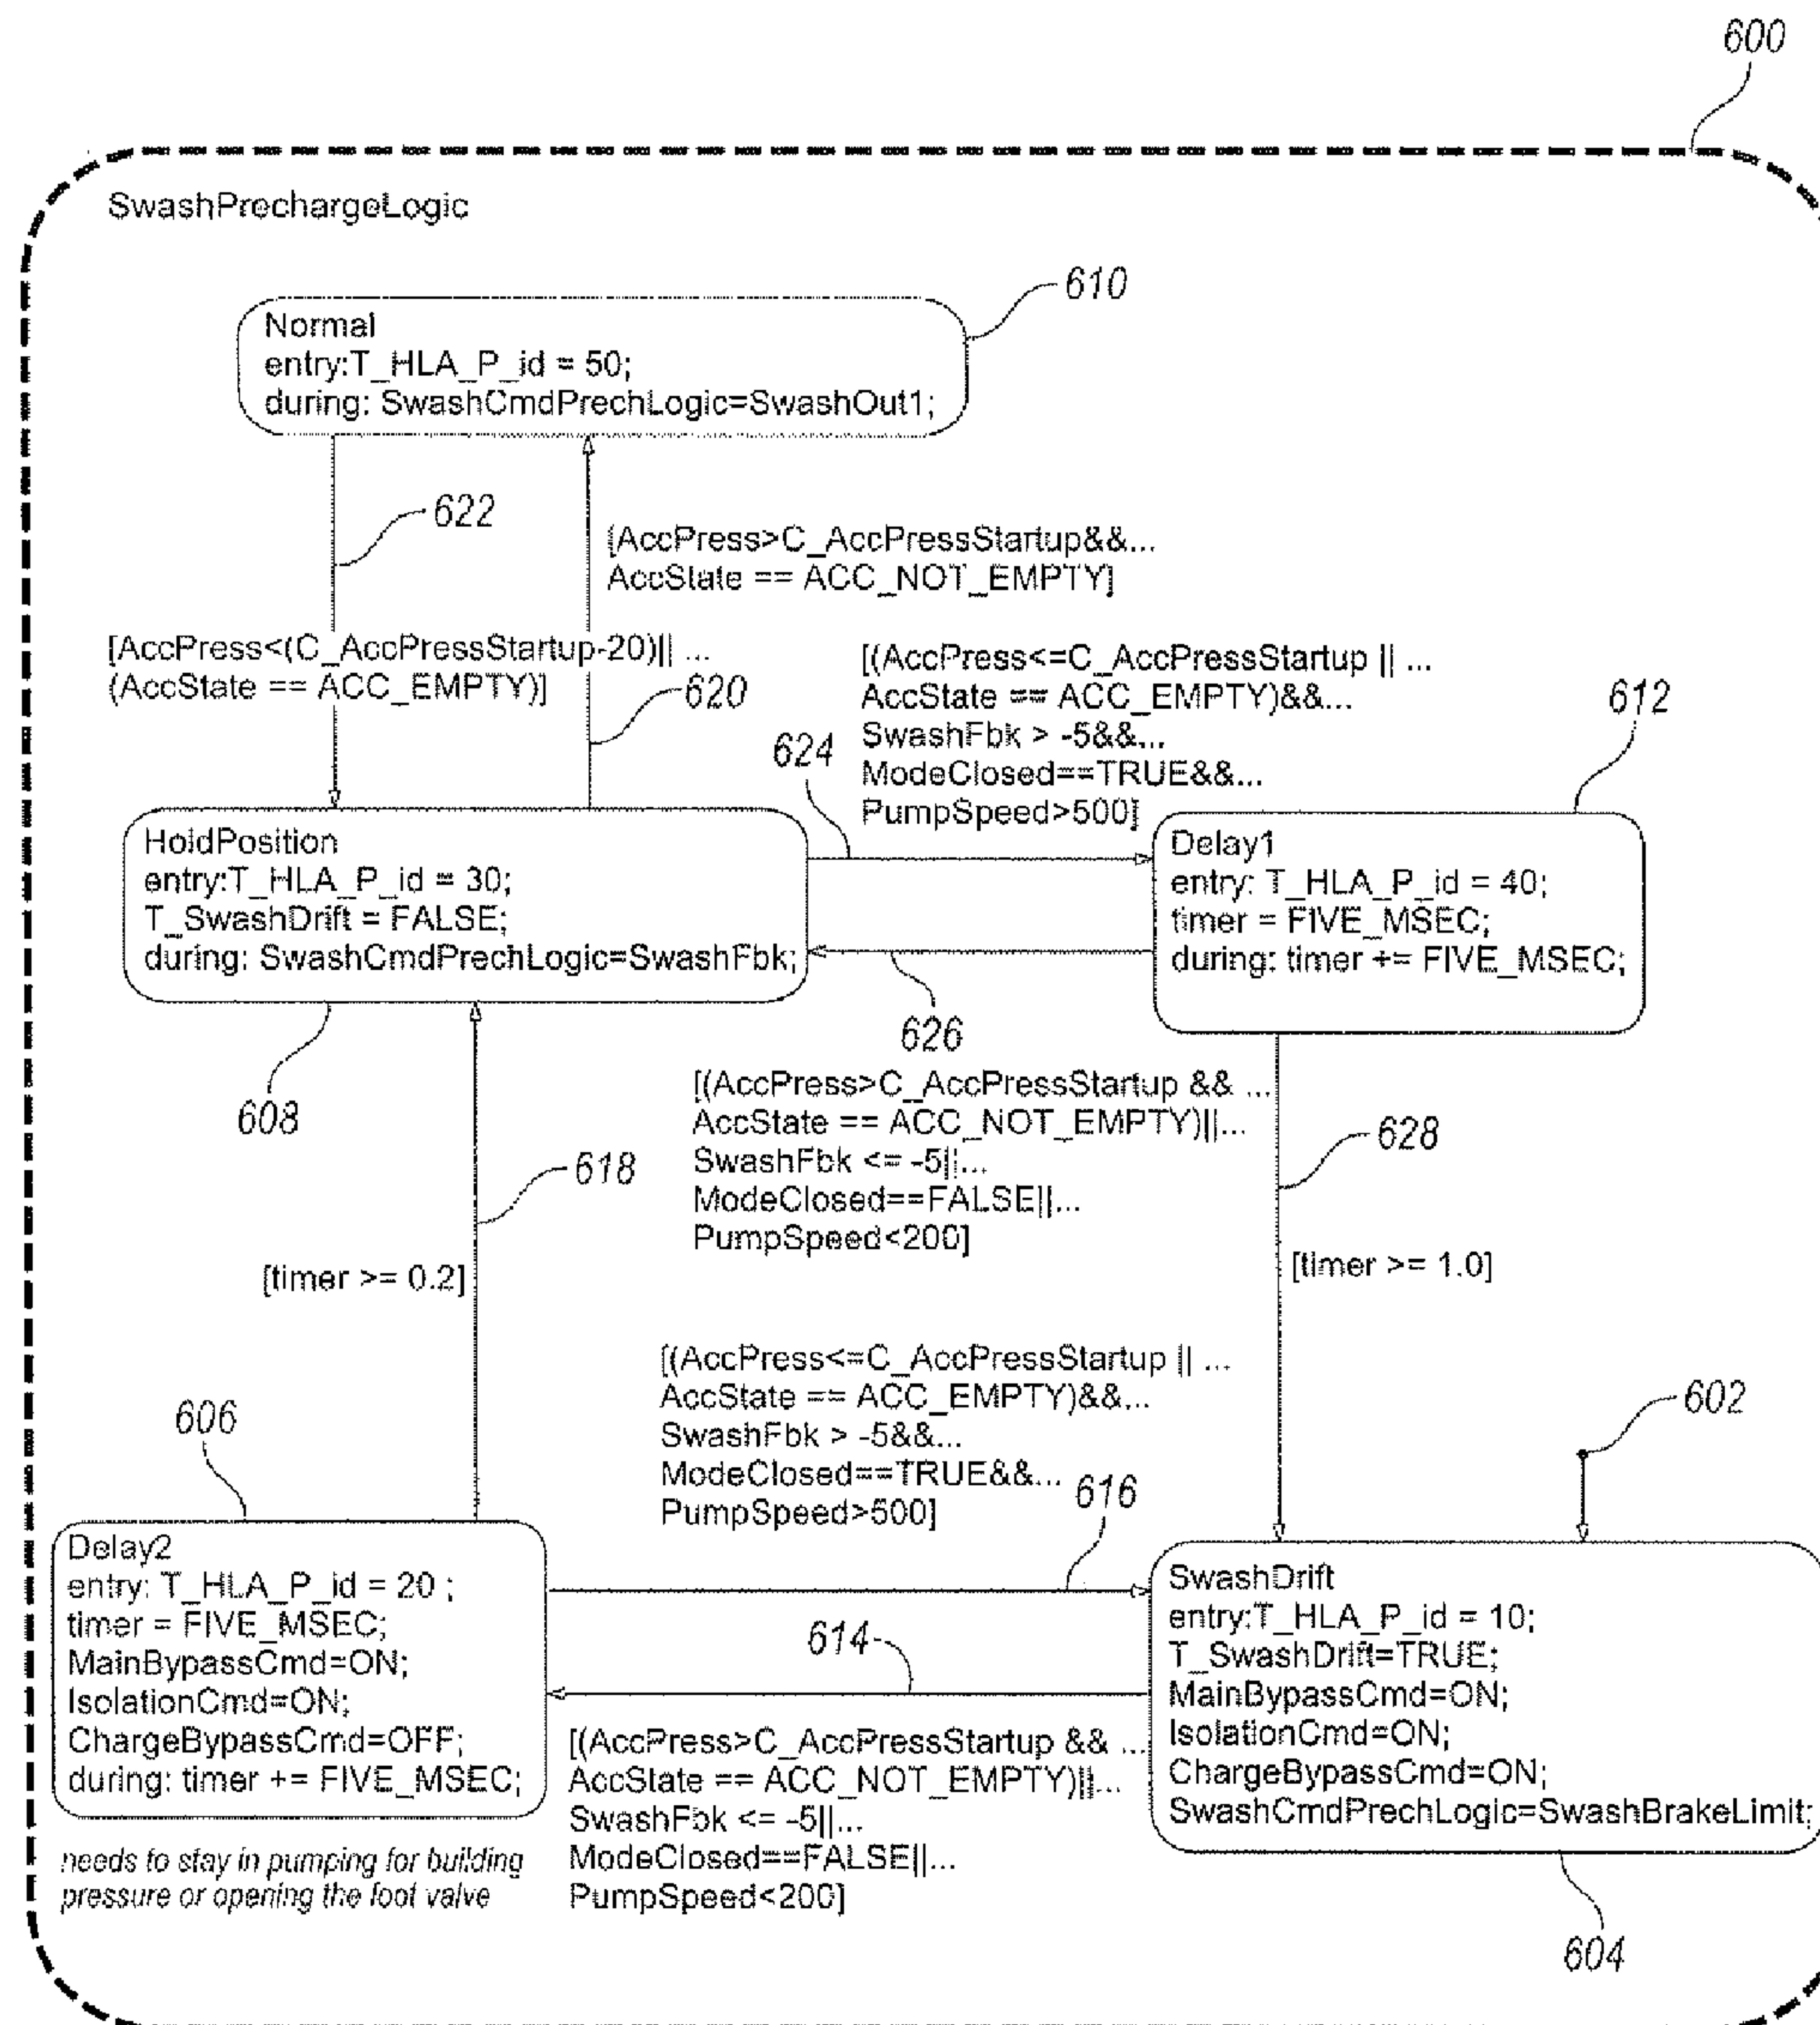 600
SwashPrechargeLogic
610
Normal
entry:T_HLA_P_id = 50;
during: SwashCmdPrechLogic=SwashOut1;
622
[AccPress>C_AccPressStartup&&...
AccState == ACC_NOT_EMPTY]
[AccPress<(C_AccPressStartup-20)|| ...
(AccState == ACC_EMPTY)]
620
[(AccPress<=C_AccPressStartup || ...
AccState == ACC_EMPTY)&&...
SwashFbk > -5&&...
ModeClosed==TRUE&&...
PumpSpeed>500]
624
612
HoldPosition
entry:T_HLA_P_id = 30;
T_SwashDrift = FALSE;
during: SwashCmdPrechLogic=SwashFbk;
Delay1
entry: T_HLA_P_id = 40;
timer = FIVE_MSEC;
during: timer += FIVE_MSEC;
626
608
[(AccPress>C_AccPressStartup && ...
AccState == ACC_NOT_EMPTY)||...
SwashFbk <= -5||...
ModeClosed==FALSE||...
PumpSpeed<200]
628
618
[timer >= 0.2]
[timer >= 1.0]
[(AccPress<=C_AccPressStartup || ...
AccState == ACC_EMPTY)&&...
SwashFbk > -5&&...
ModeClosed==TRUE&&...
PumpSpeed>500]
606
602
616
Delay2
entry: T_HLA_P_id = 20 ;
timer = FIVE_MSEC;
MainBypassCmd=ON;
IsolationCmd=ON;
ChargeBypassCmd=OFF;
during: timer += FIVE_MSEC;
614
SwashDrift
entry:T_HLA_P_id = 10;
T_SwashDrift=TRUE;
MainBypassCmd=ON;
IsolationCmd=ON;
ChargeBypassCmd=ON;
SwashCmdPrechLogic=SwashBrakeLimit;
[(AccPress>C_AccPressStartup && ...
AccState == ACC_NOT_EMPTY)||...
SwashFbk <= -5||...
ModeClosed==FALSE||...
PumpSpeed<200]
needs to stay in pumping for building
pressure or opening the foot valve
604